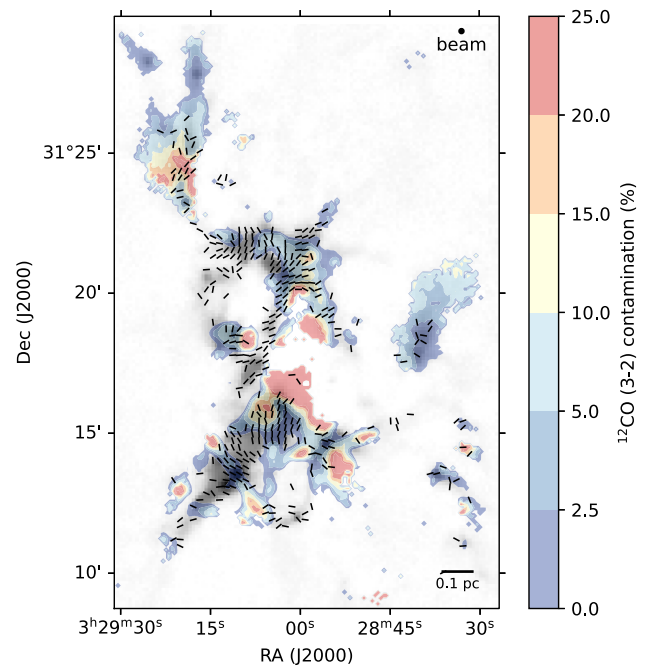 beam
31°25'
20'
15'
10'
Dec (J2000)
0.1 pc
3ʰ29ᵐ30ˢ 15ˢ 00ˢ 28ᵐ45ˢ 30ˢ
RA (J2000)
25.0
20.0
15.0
10.0
5.0
2.5
0.0
¹²CO (3-2) contamination (%)